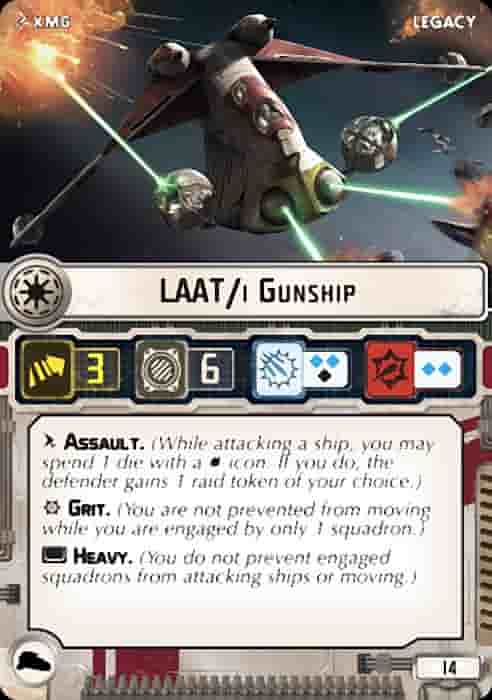 XMG
LEGACY
LAAT/i Gunship
3
6
Assault. (While attacking a ship, you may
spend 1 die with a icon. If you do, the
defender gains 1 raid token of your choice.)
Grit. (You are not prevented from moving
while you are engaged by only 1 squadron.)
Heavy. (You do not prevent engaged
squadrons from attacking ships or moving.)
14